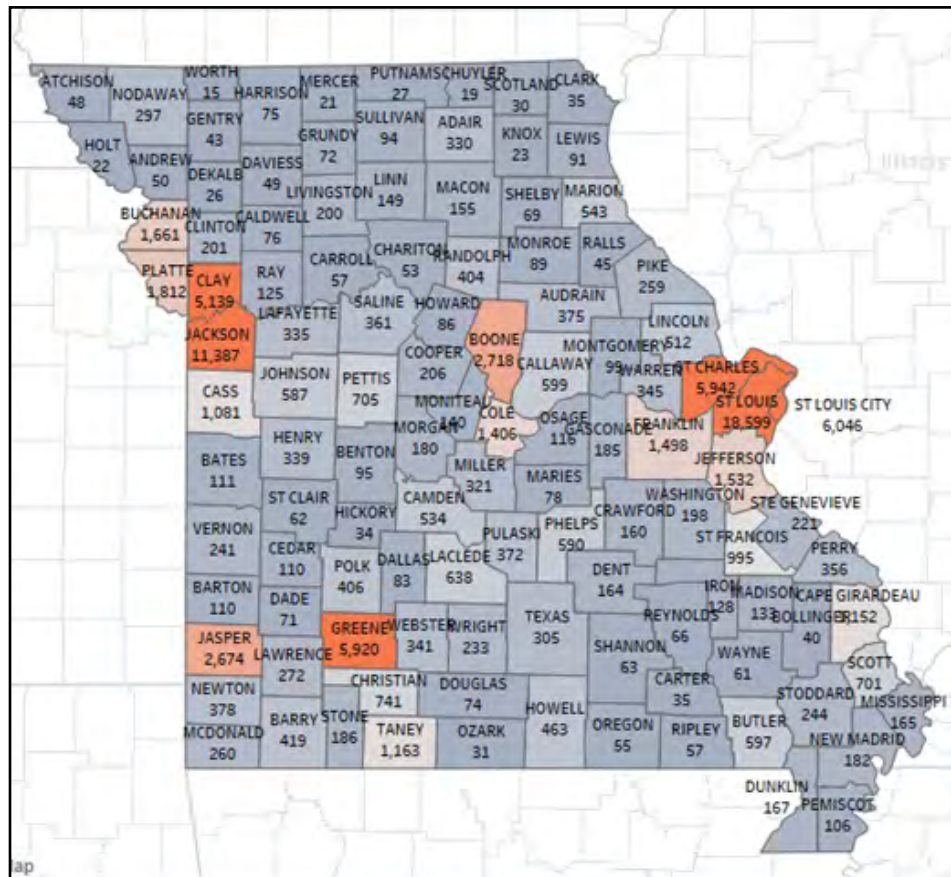 ATCHISON
48
NODAWAY
297
WORTH
15
HARRISON
75
MERCER
21
PUTNAM
27
SCHUYLER
19
SCOTLAND
30
CLARK
35
GENTRY
43
GRUNDY
72
SULLIVAN
94
ADAIR
330
KNOX
23
LEWIS
91
HOLT
22
ANDREW
50
DEKALB
26
DAVIESS
49
LIVINGSTON
200
LINN
149
MACON
155
SHELBY
69
MARION
543
BUCHANAN
1,661
CLINTON
201
CALDWELL
76
CARROLL
57
CHARITON
53
RANDOLPH
404
MONROE
89
RALLS
45
PIKE
259
PLATTE
1,812
CLAY
5,139
RAY
125
LAFAYETTE
335
SALINE
361
HOWARD
86
BOONE
2,718
AUDRAIN
375
LINCOLN
512
JACKSON
11,387
COOPER
206
CALLAWAY
599
MONTGOMERY
99
WARREN
345
ST CHARLES
5,942
ST LOUIS
18,599
ST LOUIS CITY
6,046
CASS
1,081
JOHNSON
587
PETTIS
705
MONITEAU
140
COLE
1,406
OSAGE
116
GASCONADE
185
FRANKLIN
1,498
JEFFERSON
1,532
BATES
111
HENRY
339
BENTON
95
MORGAN
180
MILLER
321
MARIES
78
ST CLAIR
62
HICKORY
34
CAMDEN
534
PULASKI
372
PHELPS
590
CRAWFORD
160
WASHINGTON
198
STE GENEVIEVE
221
ST FRANCOIS
995
PERRY
356
VERNON
241
CEDAR
110
POLK
406
DALLAS
83
LACLEDE
638
DENT
164
IRON
128
MADISON
133
CAPE GIRARDEAU
BOLLINGER
40
BARTON
110
DADE
71
GREENE
5,920
WEBSTER
341
WRIGHT
233
TEXAS
305
SHANNON
63
REYNOLDS
66
WAYNE
61
SCOTT
701
JASPER
2,674
LAWRENCE
272
CHRISTIAN
741
DOUGLAS
74
HOWELL
463
CARTER
35
STODDARD
244
MISSISSIPPI
165
NEWTON
378
MCDONALD
260
BARRY
419
STONE
186
TANEY
1,163
OZARK
31
OREGON
55
RIPLEY
57
BUTLER
597
NEW MADRID
182
DUNKLIN
167
PEMISCOT
106
Illinois